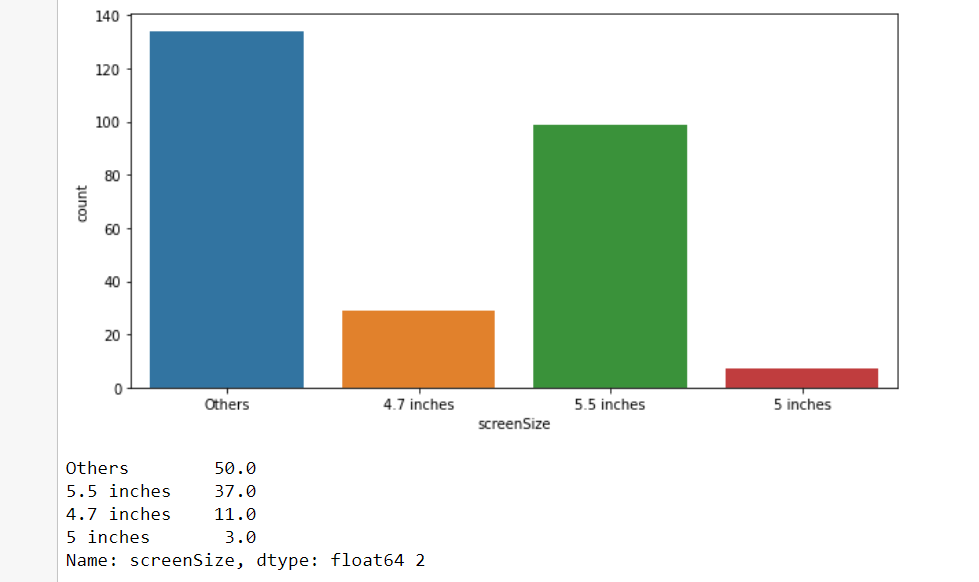 140
120
100
80
60
40
20
0
count
Others 4.7 inches 5.5 inches 5 inches
screenSize
Others 50.0
5.5 inches 37.0
4.7 inches 11.0
5 inches 3.0
Name: screenSize, dtype: float64 2